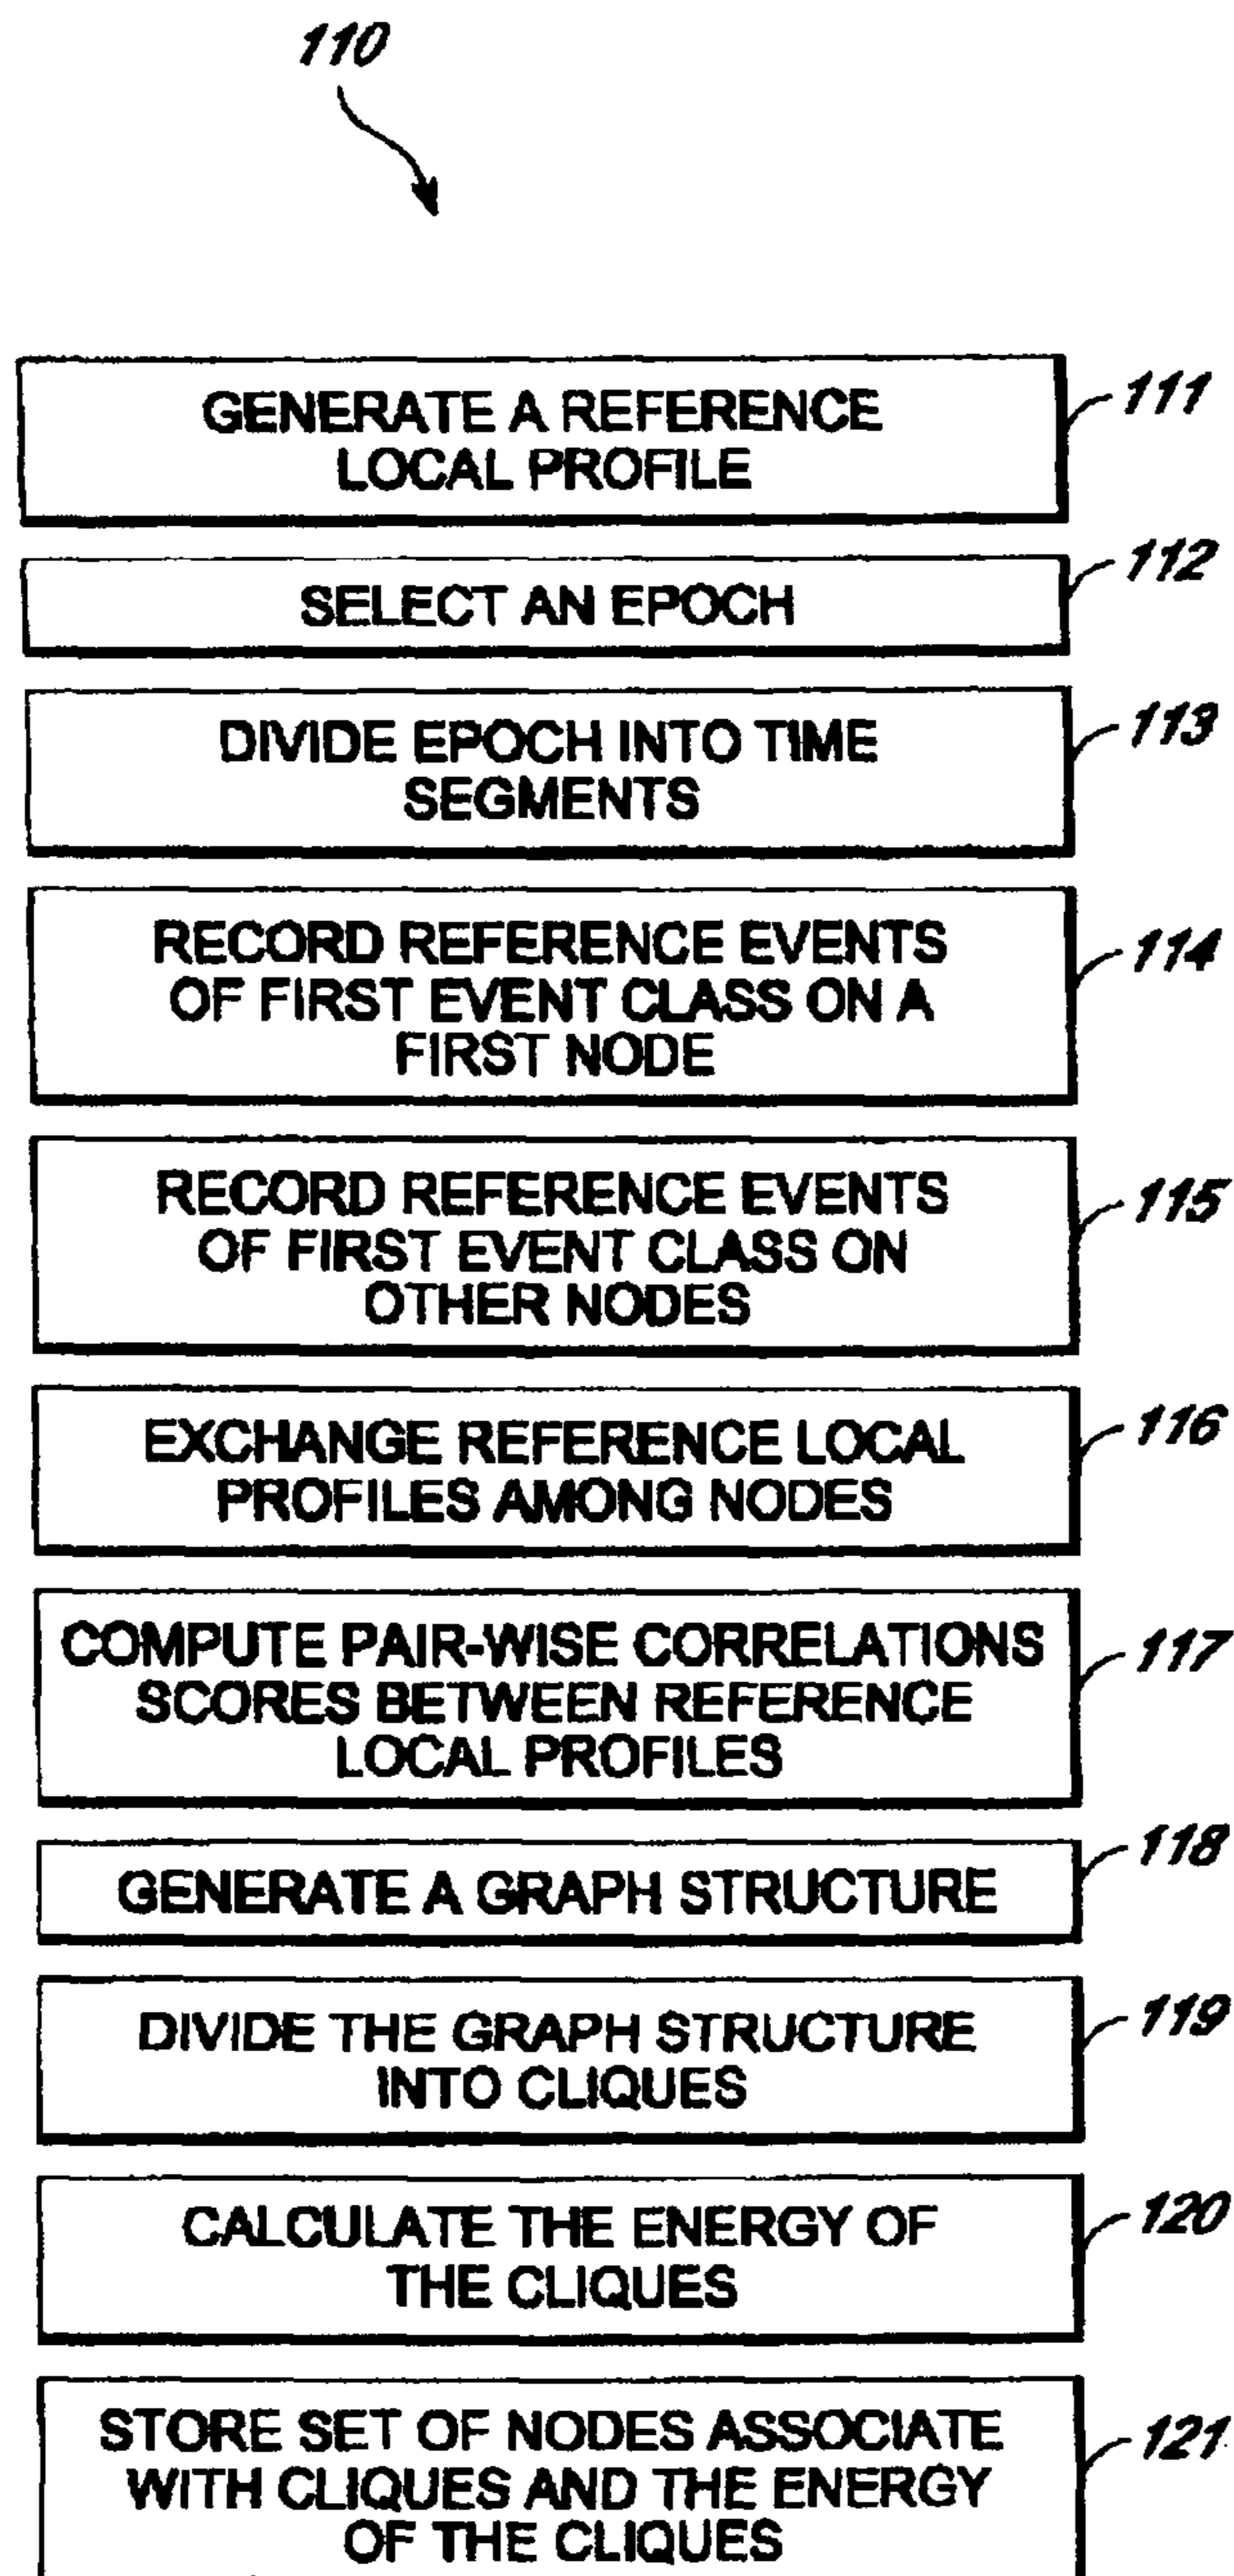 110
GENERATE A REFERENCE
LOCAL PROFILE
111
SELECT AN EPOCH
112
DIVIDE EPOCH INTO TIME
SEGMENTS
113
RECORD REFERENCE EVENTS
OF FIRST EVENT CLASS ON A
FIRST NODE
114
RECORD REFERENCE EVENTS
OF FIRST EVENT CLASS ON
OTHER NODES
115
EXCHANGE REFERENCE LOCAL
PROFILES AMONG NODES
116
COMPUTE PAIR-WISE CORRELATIONS
SCORES BETWEEN REFERENCE
LOCAL PROFILES
117
GENERATE A GRAPH STRUCTURE
118
DIVIDE THE GRAPH STRUCTURE
INTO CLIQUES
119
CALCULATE THE ENERGY OF
THE CLIQUES
120
STORE SET OF NODES ASSOCIATE
WITH CLIQUES AND THE ENERGY
OF THE CLIQUES
121